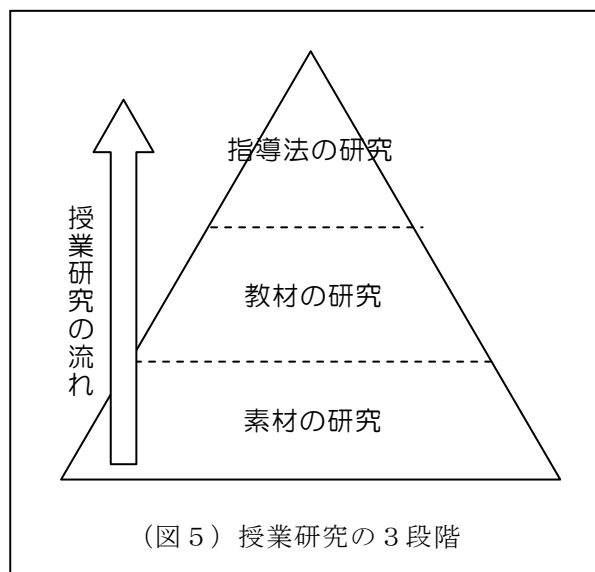 指導法の研究
授業研究の流れ
教材の研究
素材の研究
（図５）授業研究の３段階